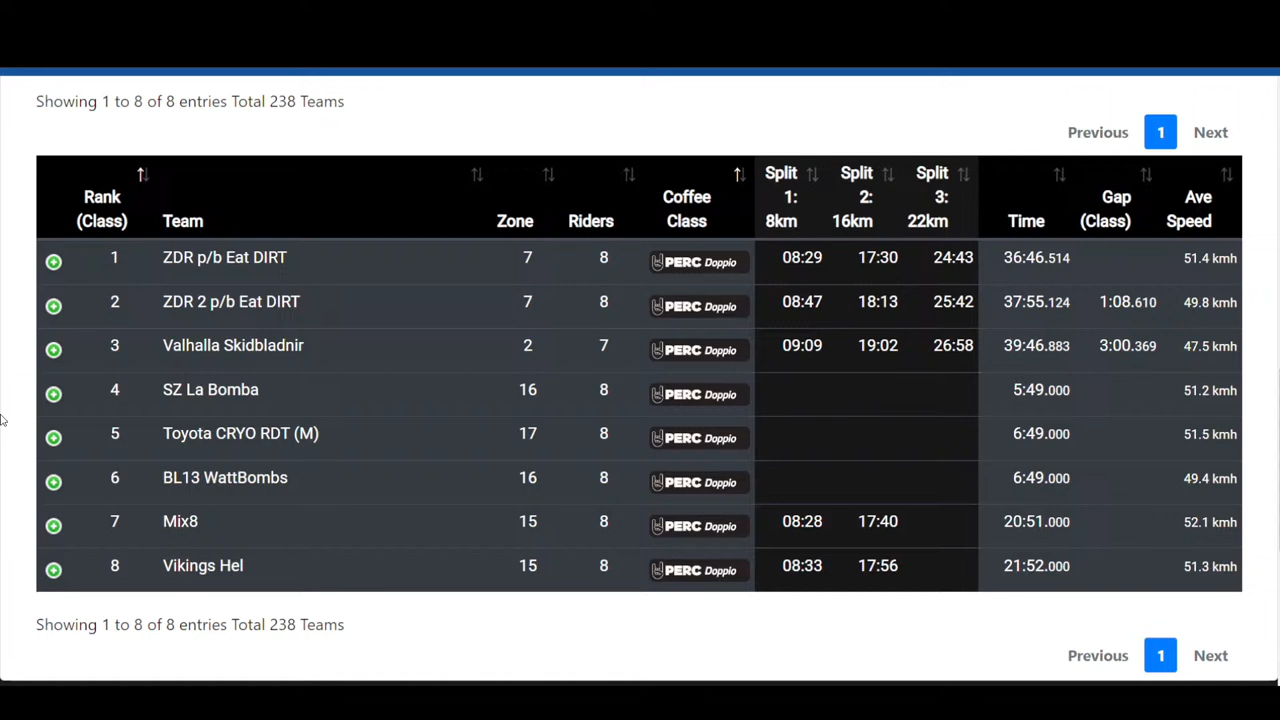 Showing 1 to 8 of 8 entries Total 238 Teams
Previous 1 Next
Rank (Class) Team Zone Riders Coffee Class Split 1: 8km Split 2: 16km Split 3: 22km Time Gap (Class) Ave Speed
1 ZDR p/b Eat DIRT 7 8 PERC Doppio 08:29 17:30 24:43 36:46.514 51.4 kmh
2 ZDR 2 p/b Eat DIRT 7 8 PERC Doppio 08:47 18:13 25:42 37:55.124 1:08.610 49.8 kmh
3 Valhalla Skidbladnir 2 7 PERC Doppio 09:09 19:02 26:58 39:46.883 3:00.369 47.5 kmh
4 SZ La Bomba 16 8 PERC Doppio 5:49.000 51.2 kmh
5 Toyota CRYO RDT (M) 17 8 PERC Doppio 6:49.000 51.5 kmh
6 BL13 WattBombs 16 8 PERC Doppio 6:49.000 49.4 kmh
7 Mix8 15 8 PERC Doppio 08:28 17:40 20:51.000 52.1 kmh
8 Vikings Hel 15 8 PERC Doppio 08:33 17:56 21:52.000 51.3 kmh
Showing 1 to 8 of 8 entries Total 238 Teams
Previous 1 Next